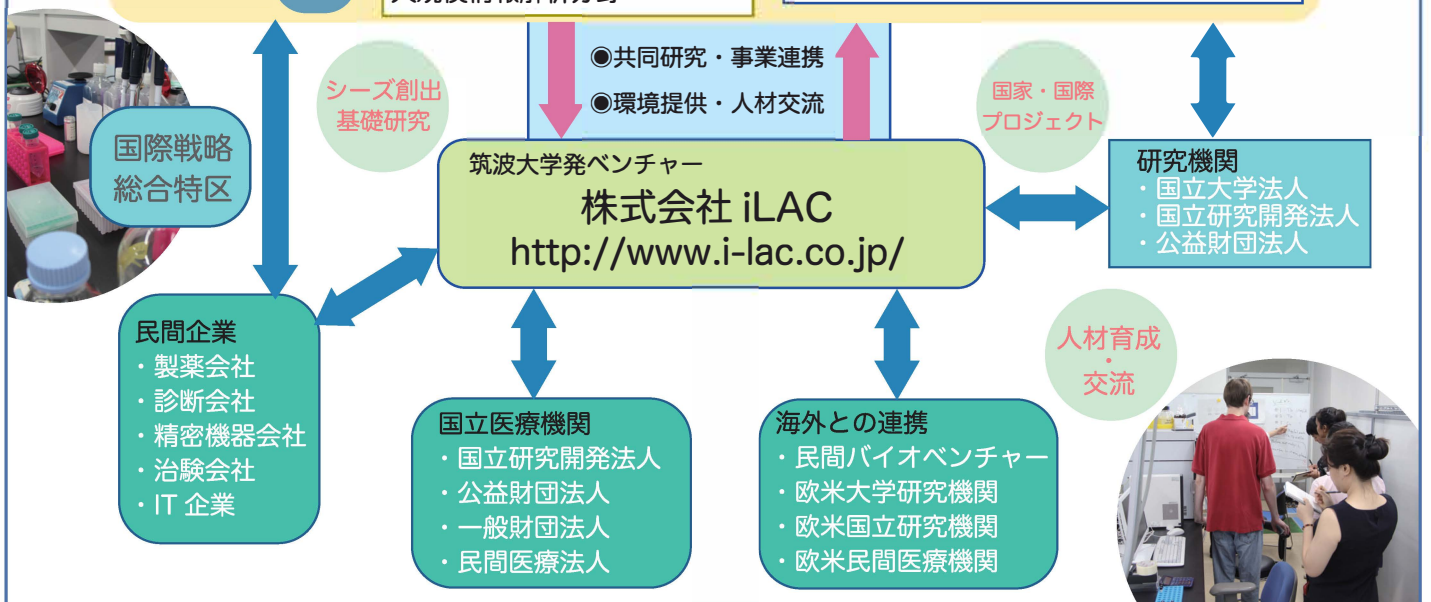 大規模情報解析分野
●共同研究・事業連携
●環境提供・人材交流
シーズ創出
基礎研究
国家・国際
プロジェクト
国際戦略
総合特区
筑波大学発ベンチャー
株式会社 iLAC
http://www.i-lac.co.jp/
研究機関
・国立大学法人
・国立研究開発法人
・公益財団法人
民間企業
・製薬会社
・診断会社
・精密機器会社
・治験会社
・IT 企業
人材育成
・
交流
国立医療機関
・国立研究開発法人
・公益財団法人
・一般財団法人
・民間医療法人
海外との連携
・民間バイオベンチャー
・欧米大学研究機関
・欧米国立研究機関
・欧米民間医療機関